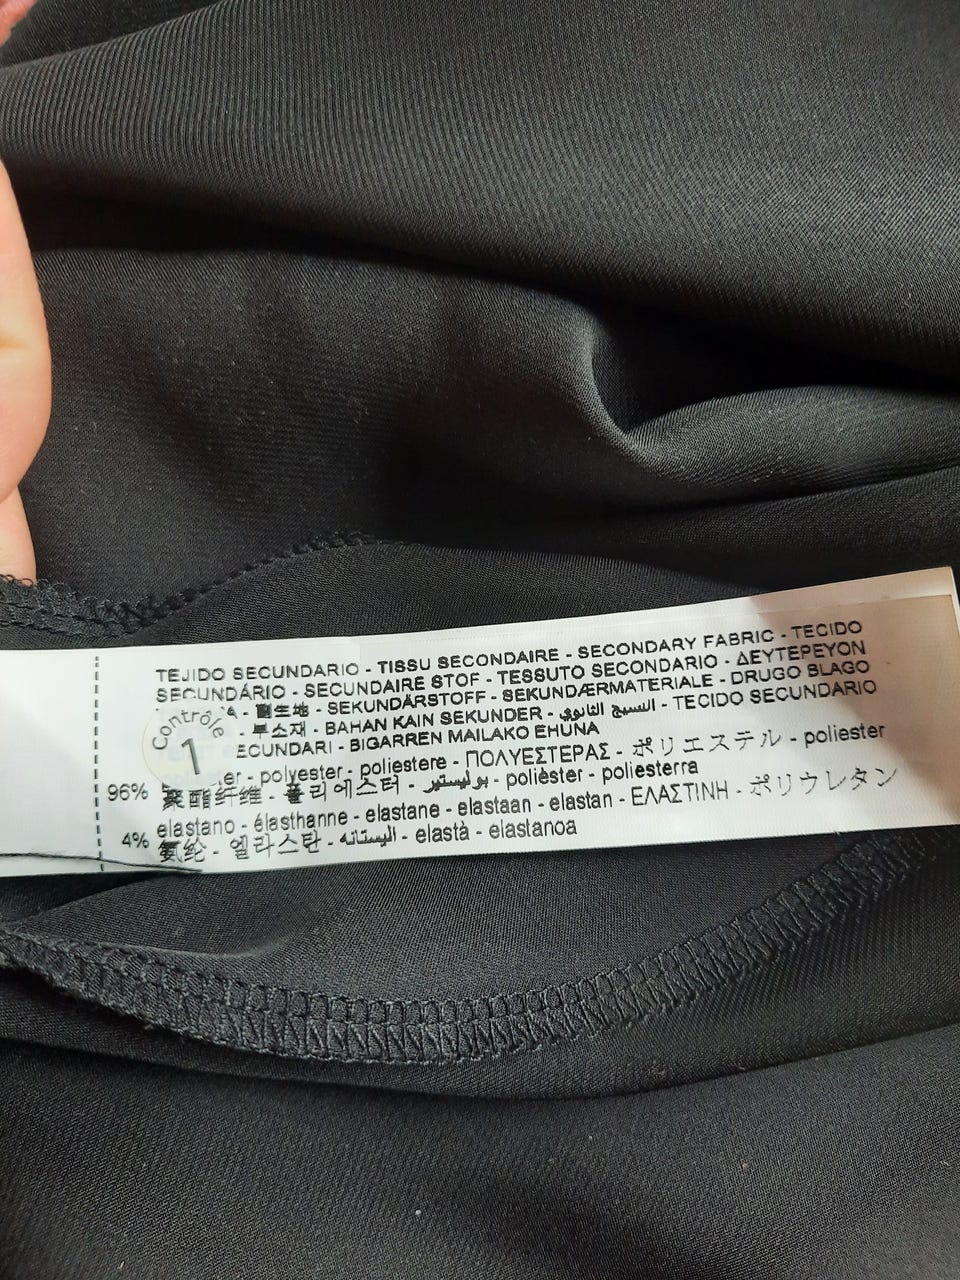 TEJIDO SECUNDARIO - TISSU SECONDAIRE - SECONDARY FABRIC - TECIDO
SECUNDÁRIO - SECUNDAIRE STOF - TESSUTO SECONDARIO - ΔΕΥΤΕΡΕΥΟΝ
- 副生地 - SEKUNDÄRSTOFF - SEKUNDÆRMATERIALE - DRUGO BLAGO
- 부소재 - BAHAN KAIN SEKUNDER - النسيج الثانوي - TECIDO SECUNDARIO
ECUNDARI - BIGARREN MAILAKO EHUNA
Contrôle
1
96% - polyester - poliestere - ΠΟΛΥΕΣΤΕΡΑΣ - ポリエステル - poliester
聚酯纤维 - 폴리에스터 - بوليستير - polièster - poliesterra
4% elastano - élasthanne - elastane - elastaan - elastan - ΕΛΑΣΤΙΝΗ - ポリウレタン
氨纶 - 엘라스탄 - اليستانه - elastà - elastanoa